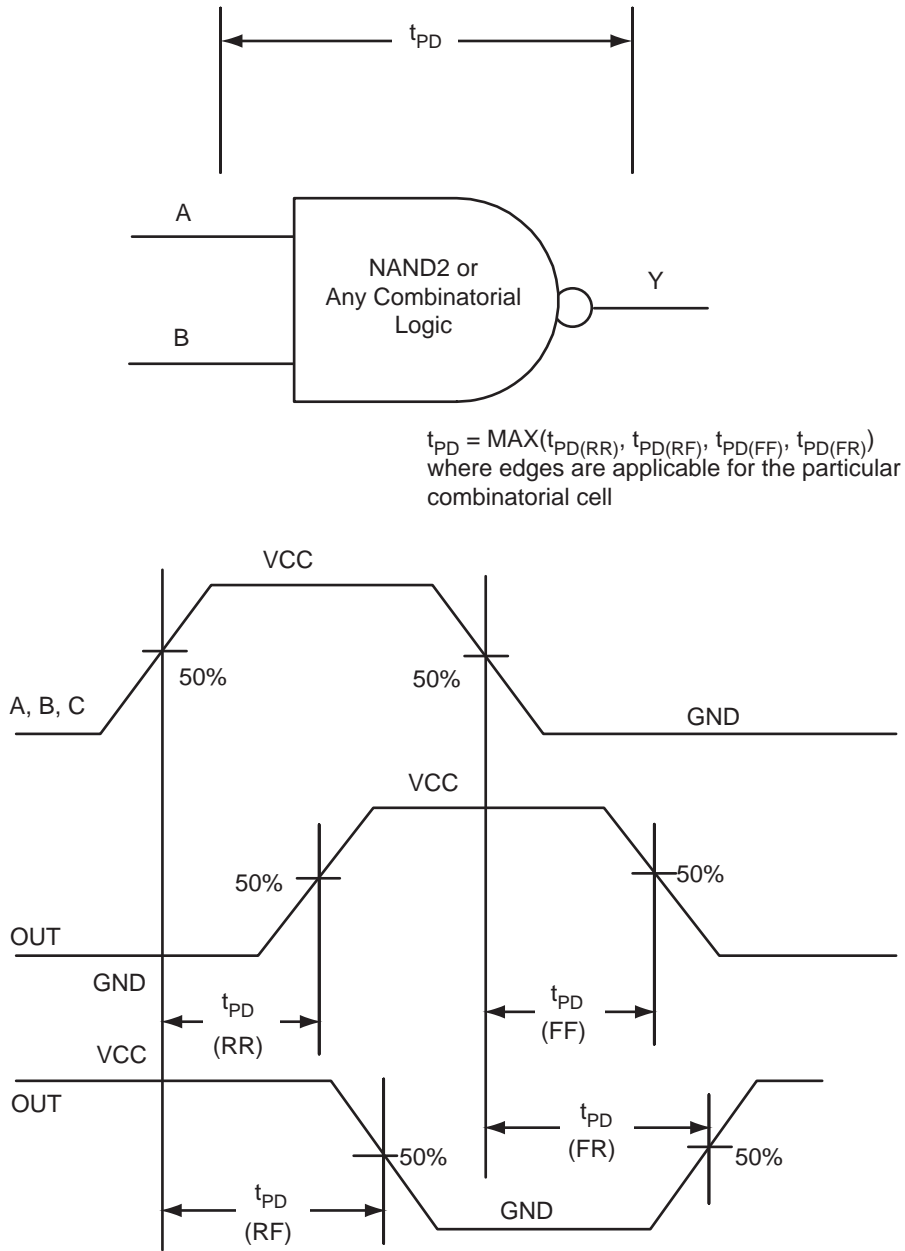 tPD
A
NAND2 or
Any Combinatorial
Logic
Y
B
tPD = MAX(tPD(RR), tPD(RF), tPD(FF), tPD(FR))
where edges are applicable for the particular
combinatorial cell
VCC
50%
50%
A, B, C
GND
VCC
50%
50%
OUT
GND
tPD
(RR)
tPD
(FF)
VCC
OUT
tPD
(FR)
50%
50%
tPD
(RF)
GND